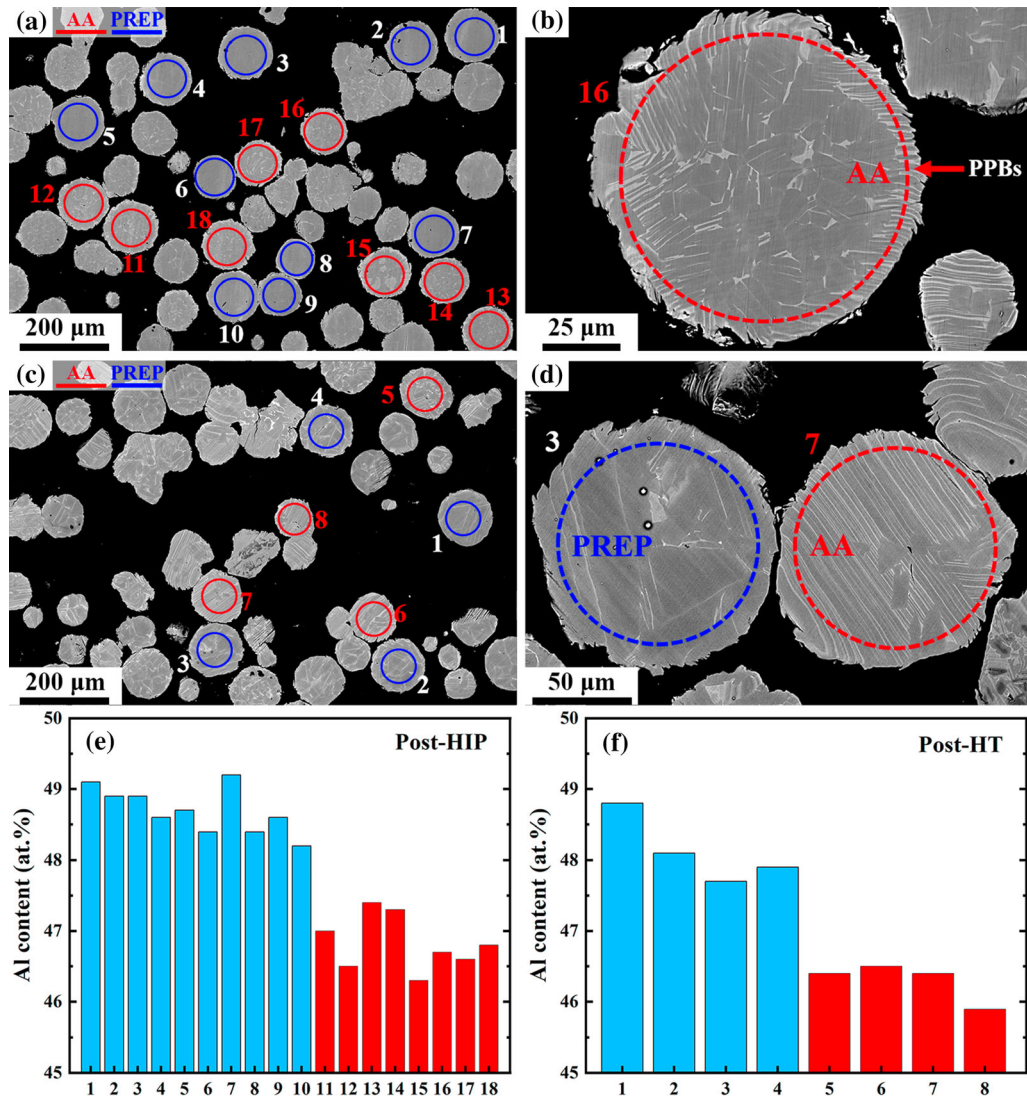 (a)
AA PREP
1
2
3
4
5
6
7
8
9
10
11
12
13
14
15
16
17
18
200 μm
(b)
16
AA
PPBs
25 μm
(c)
AA PREP
1
2
3
4
5
6
7
8
200 μm
(d)
3
7
PREP
AA
50 μm
(e)
Post-HIP
Al content (at.%)
50
49
48
47
46
45
1 2 3 4 5 6 7 8 9 10 11 12 13 14 15 16 17 18
(f)
Post-HT
Al content (at.%)
50
49
48
47
46
45
1 2 3 4 5 6 7 8